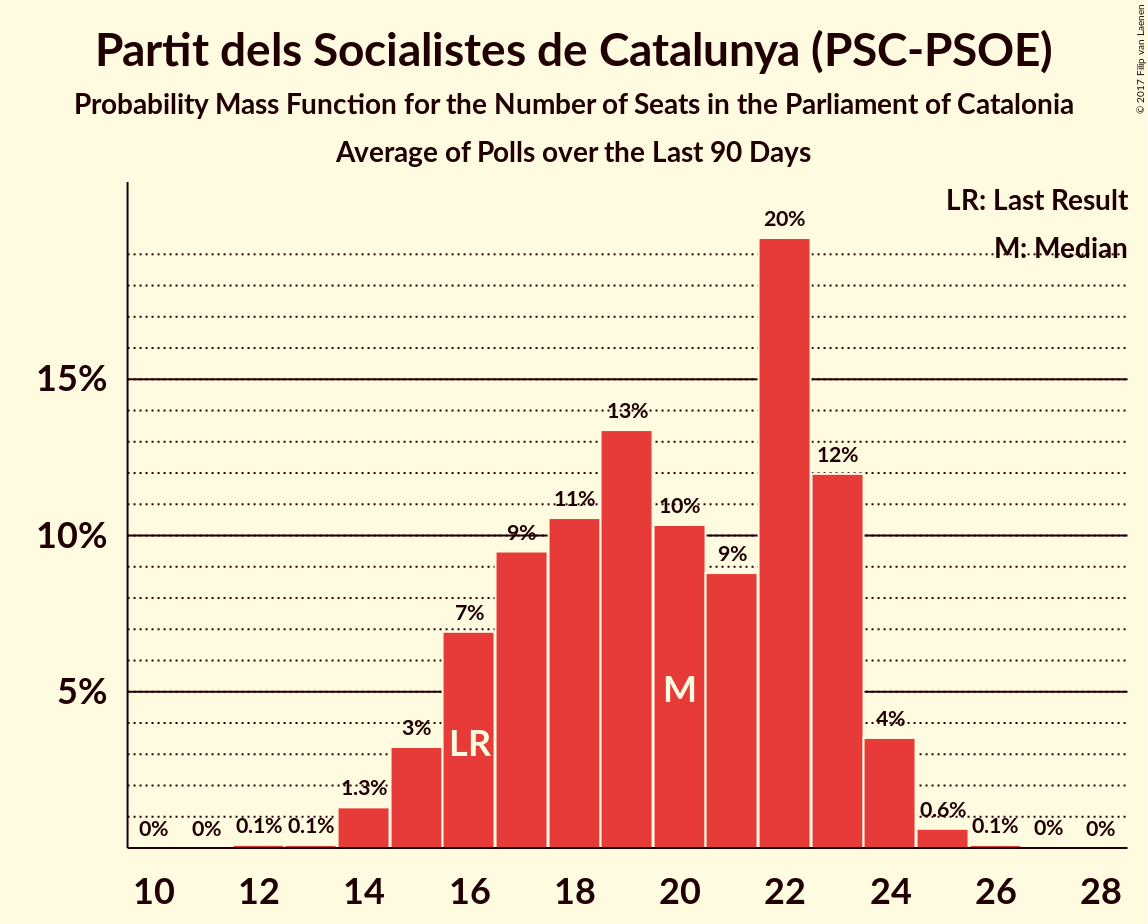 Partit dels Socialistes de Catalunya (PSC-PSOE)
Probability Mass Function for the Number of Seats in the Parliament of Catalonia
Average of Polls over the Last 90 Days
© 2017 Filip van Laenen
LR: Last Result
M: Median
15%
10%
5%
0%
0%
0.1%
0.1%
1.3%
3%
7%
9%
11%
13%
10%
9%
20%
12%
4%
0.6%
0.1%
0%
0%
LR
M
10 12 14 16 18 20 22 24 26 28